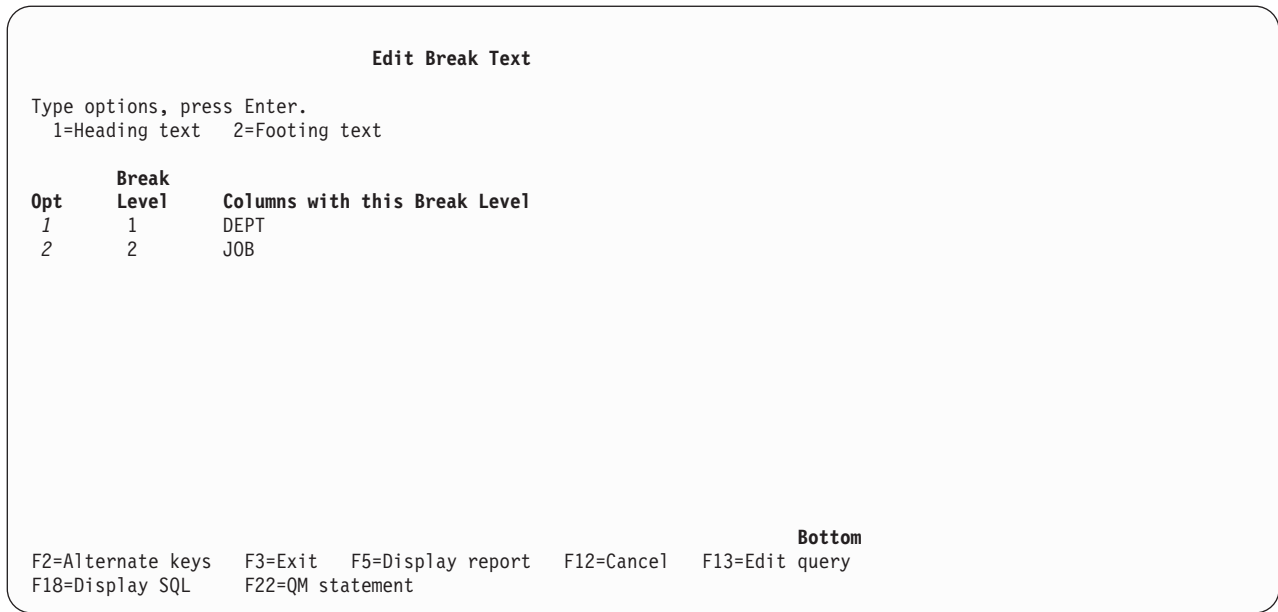 Edit Break Text
Type options, press Enter.
1=Heading text 2=Footing text
Break
Opt Level Columns with this Break Level
1 1 DEPT
2 2 JOB
Bottom
F2=Alternate keys F3=Exit F5=Display report F12=Cancel F13=Edit query
F18=Display SQL F22=QM statement